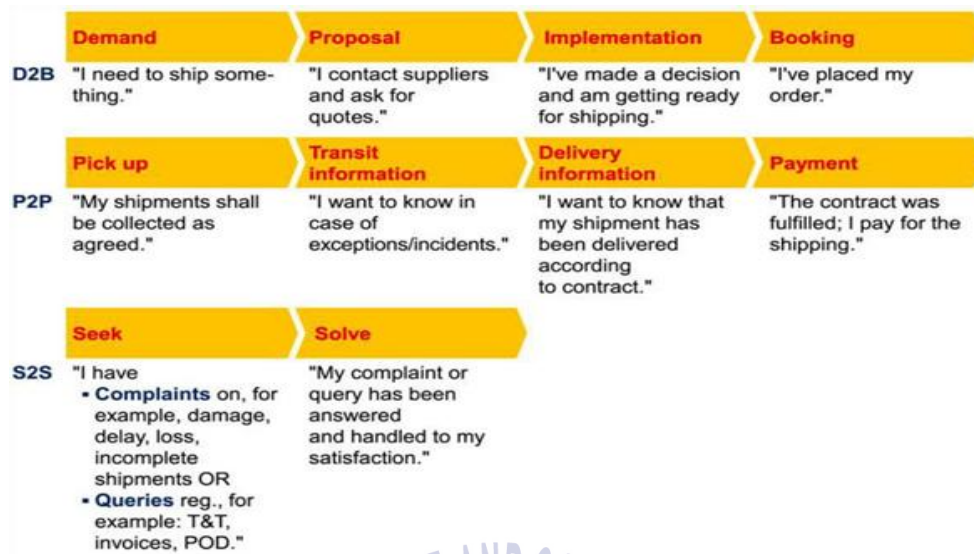 Demand
Proposal
Implementation
Booking
D2B
"I need to ship some-
thing."
"I contact suppliers
and ask for
quotes."
"I've made a decision
and am getting ready
for shipping."
"I've placed my
order."
Pick up
Transit
information
Delivery
information
Payment
P2P
"My shipments shall
be collected as
agreed."
"I want to know in
case of
exceptions/incidents."
"I want to know that
my shipment has
been delivered
according
to contract."
"The contract was
fulfilled; I pay for the
shipping."
Seek
Solve
S2S
"I have
▪ Complaints on, for
example, damage,
delay, loss,
incomplete
shipments OR
▪ Queries reg., for
example: T&T,
invoices, POD."
"My complaint or
query has been
answered
and handled to my
satisfaction."